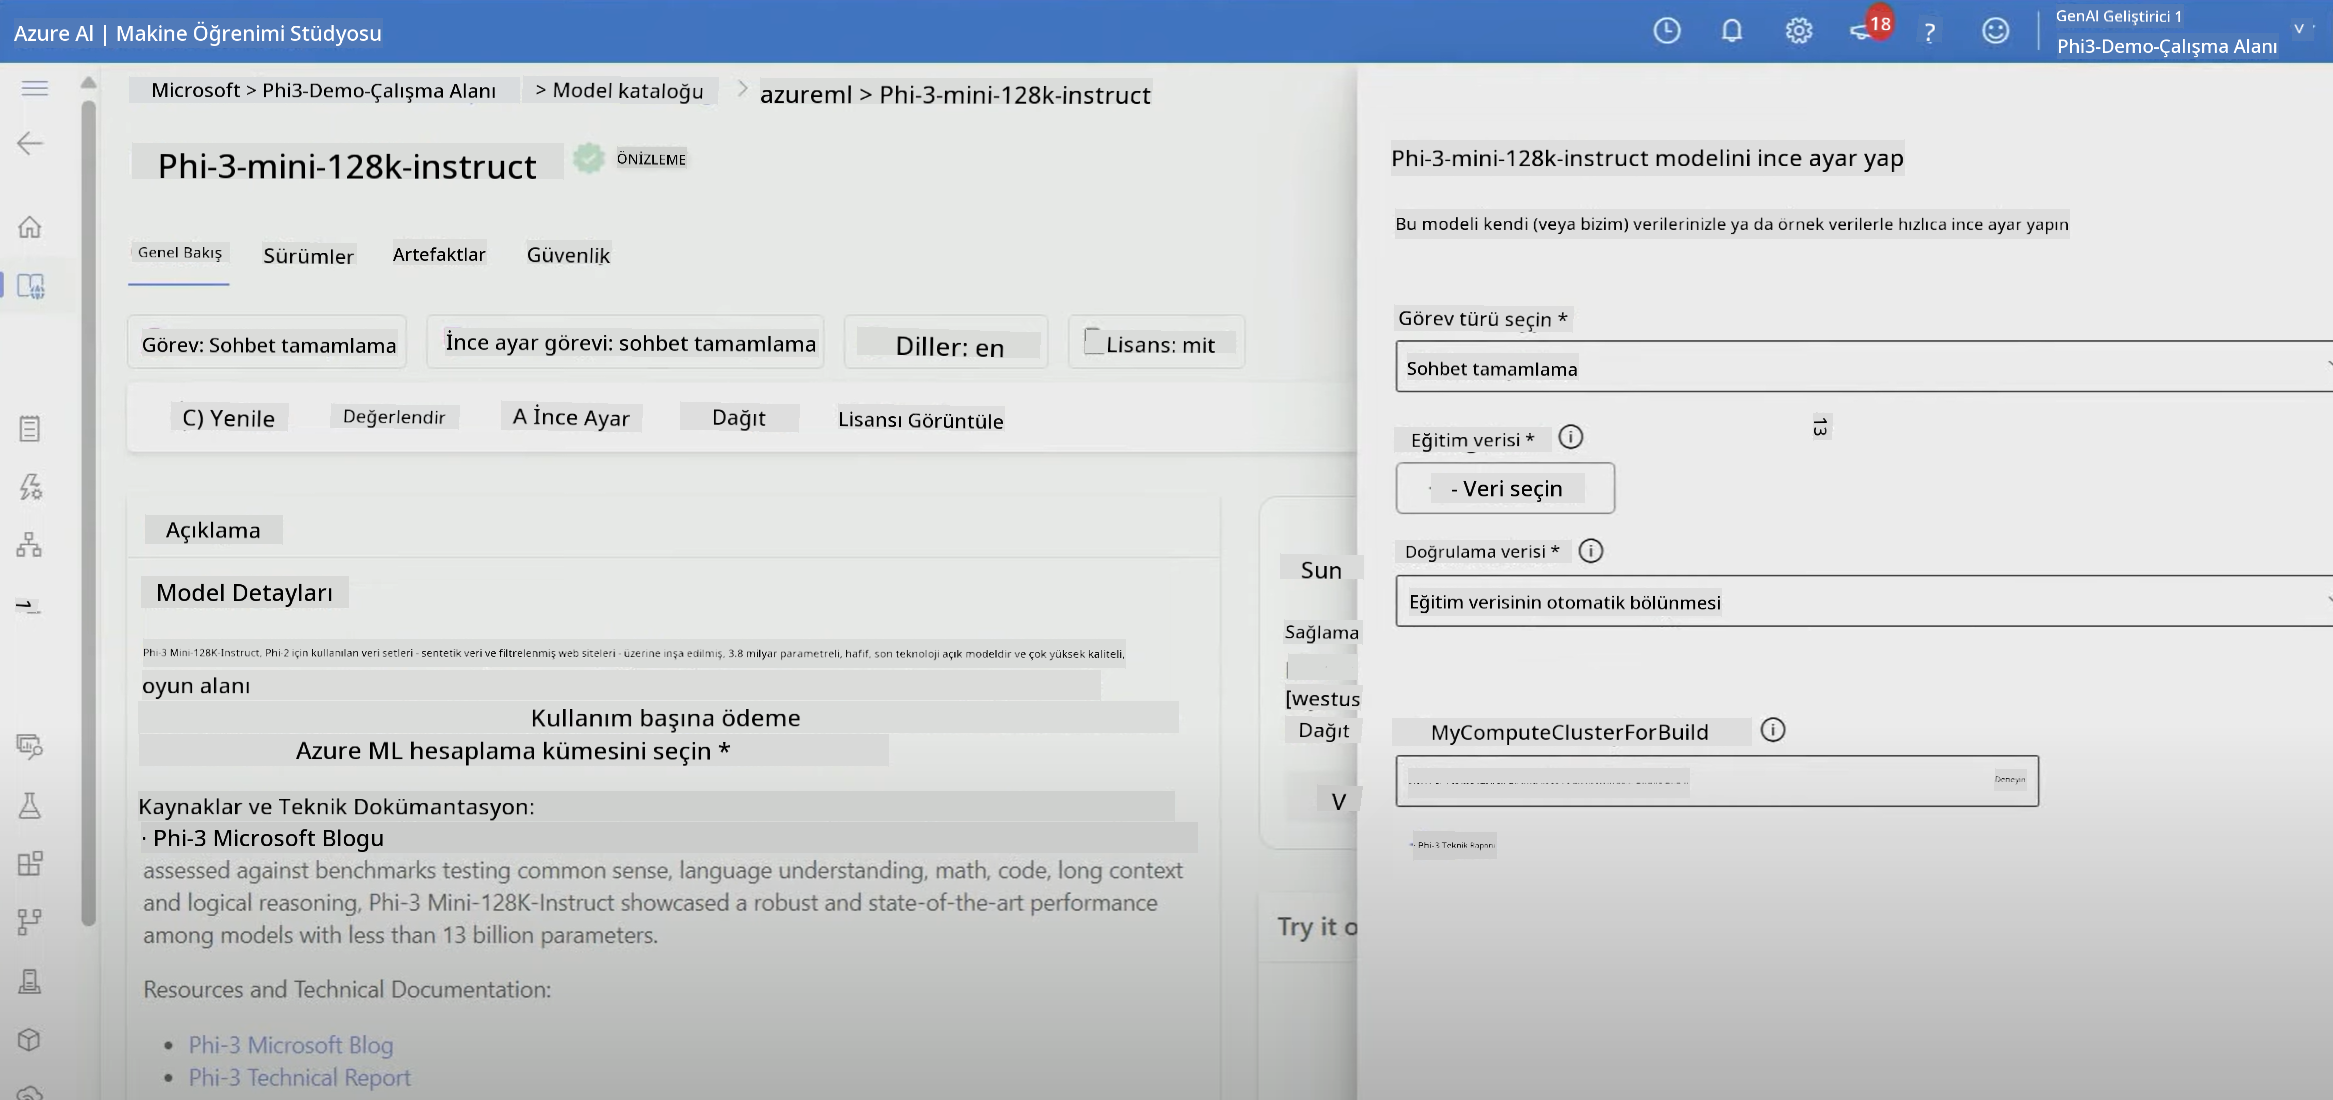 Azure Al | Makine Öğrenimi Stüdyosu
18
?
GenAI Geliştirici 1
Phi3-Demo-Çalışma Alanı
Microsoft > Phi3-Demo-Çalışma Alanı > Model kataloğu > azureml > Phi-3-mini-128k-instruct
Phi-3-mini-128k-instruct ÖNİZLEME
Genel Bakış Sürümler Artefaktlar Güvenlik
Görev: Sohbet tamamlama İnce ayar görevi: sohbet tamamlama Diller: en Lisans: mit
C) Yenile Değerlendir A İnce Ayar Dağıt Lisansı Görüntüle
Açıklama
Model Detayları
Phi-3 Mini-128K-Instruct, Phi-2 için kullanılan veri setleri - sentetik veri ve filtrelenmiş web siteleri - üzerine inşa edilmiş, 3.8 milyar parametreli, hafif, son teknoloji açık modeldir ve çok yüksek kaliteli,
oyun alanı
Kullanım başına ödeme
Azure ML hesaplama kümesini seçin *
Kaynaklar ve Teknik Dokümantasyon:
· Phi-3 Microsoft Blogu
assessed against benchmarks testing common sense, language understanding, math, code, long context
and logical reasoning, Phi-3 Mini-128K-Instruct showcased a robust and state-of-the-art performance
among models with less than 13 billion parameters.
Resources and Technical Documentation:
• Phi-3 Microsoft Blog
• Phi-3 Technical Report
Sun
Sağlama
[westus
Dağıt
V
Try it o
Phi-3-mini-128k-instruct modelini ince ayar yap
Bu modeli kendi (veya bizim) verilerinizle ya da örnek verilerle hızlıca ince ayar yapın
Görev türü seçin *
Sohbet tamamlama
13
Eğitim verisi *
- Veri seçin
Doğrulama verisi *
Eğitim verisinin otomatik bölünmesi
MyComputeClusterForBuild
Deneyin
· Phi-3 Teknik Raporu